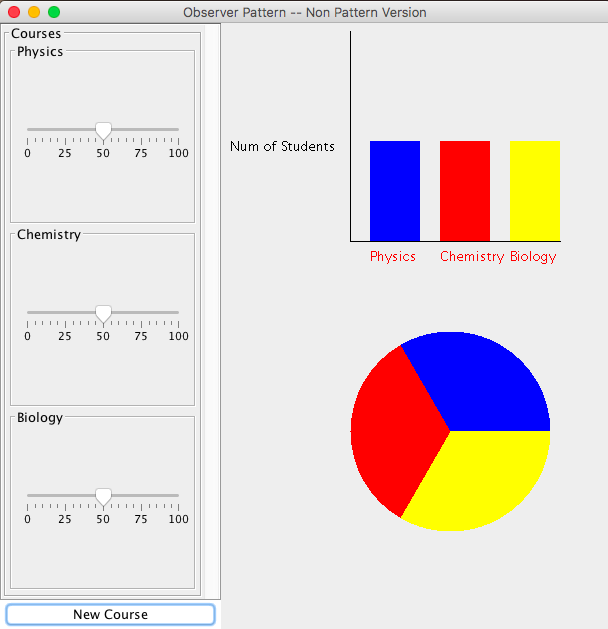 Observer Pattern -- Non Pattern Version
Courses
Physics
0 25 50 75 100
Chemistry
0 25 50 75 100
Biology
0 25 50 75 100
New Course
Num of Students
Physics Chemistry Biology